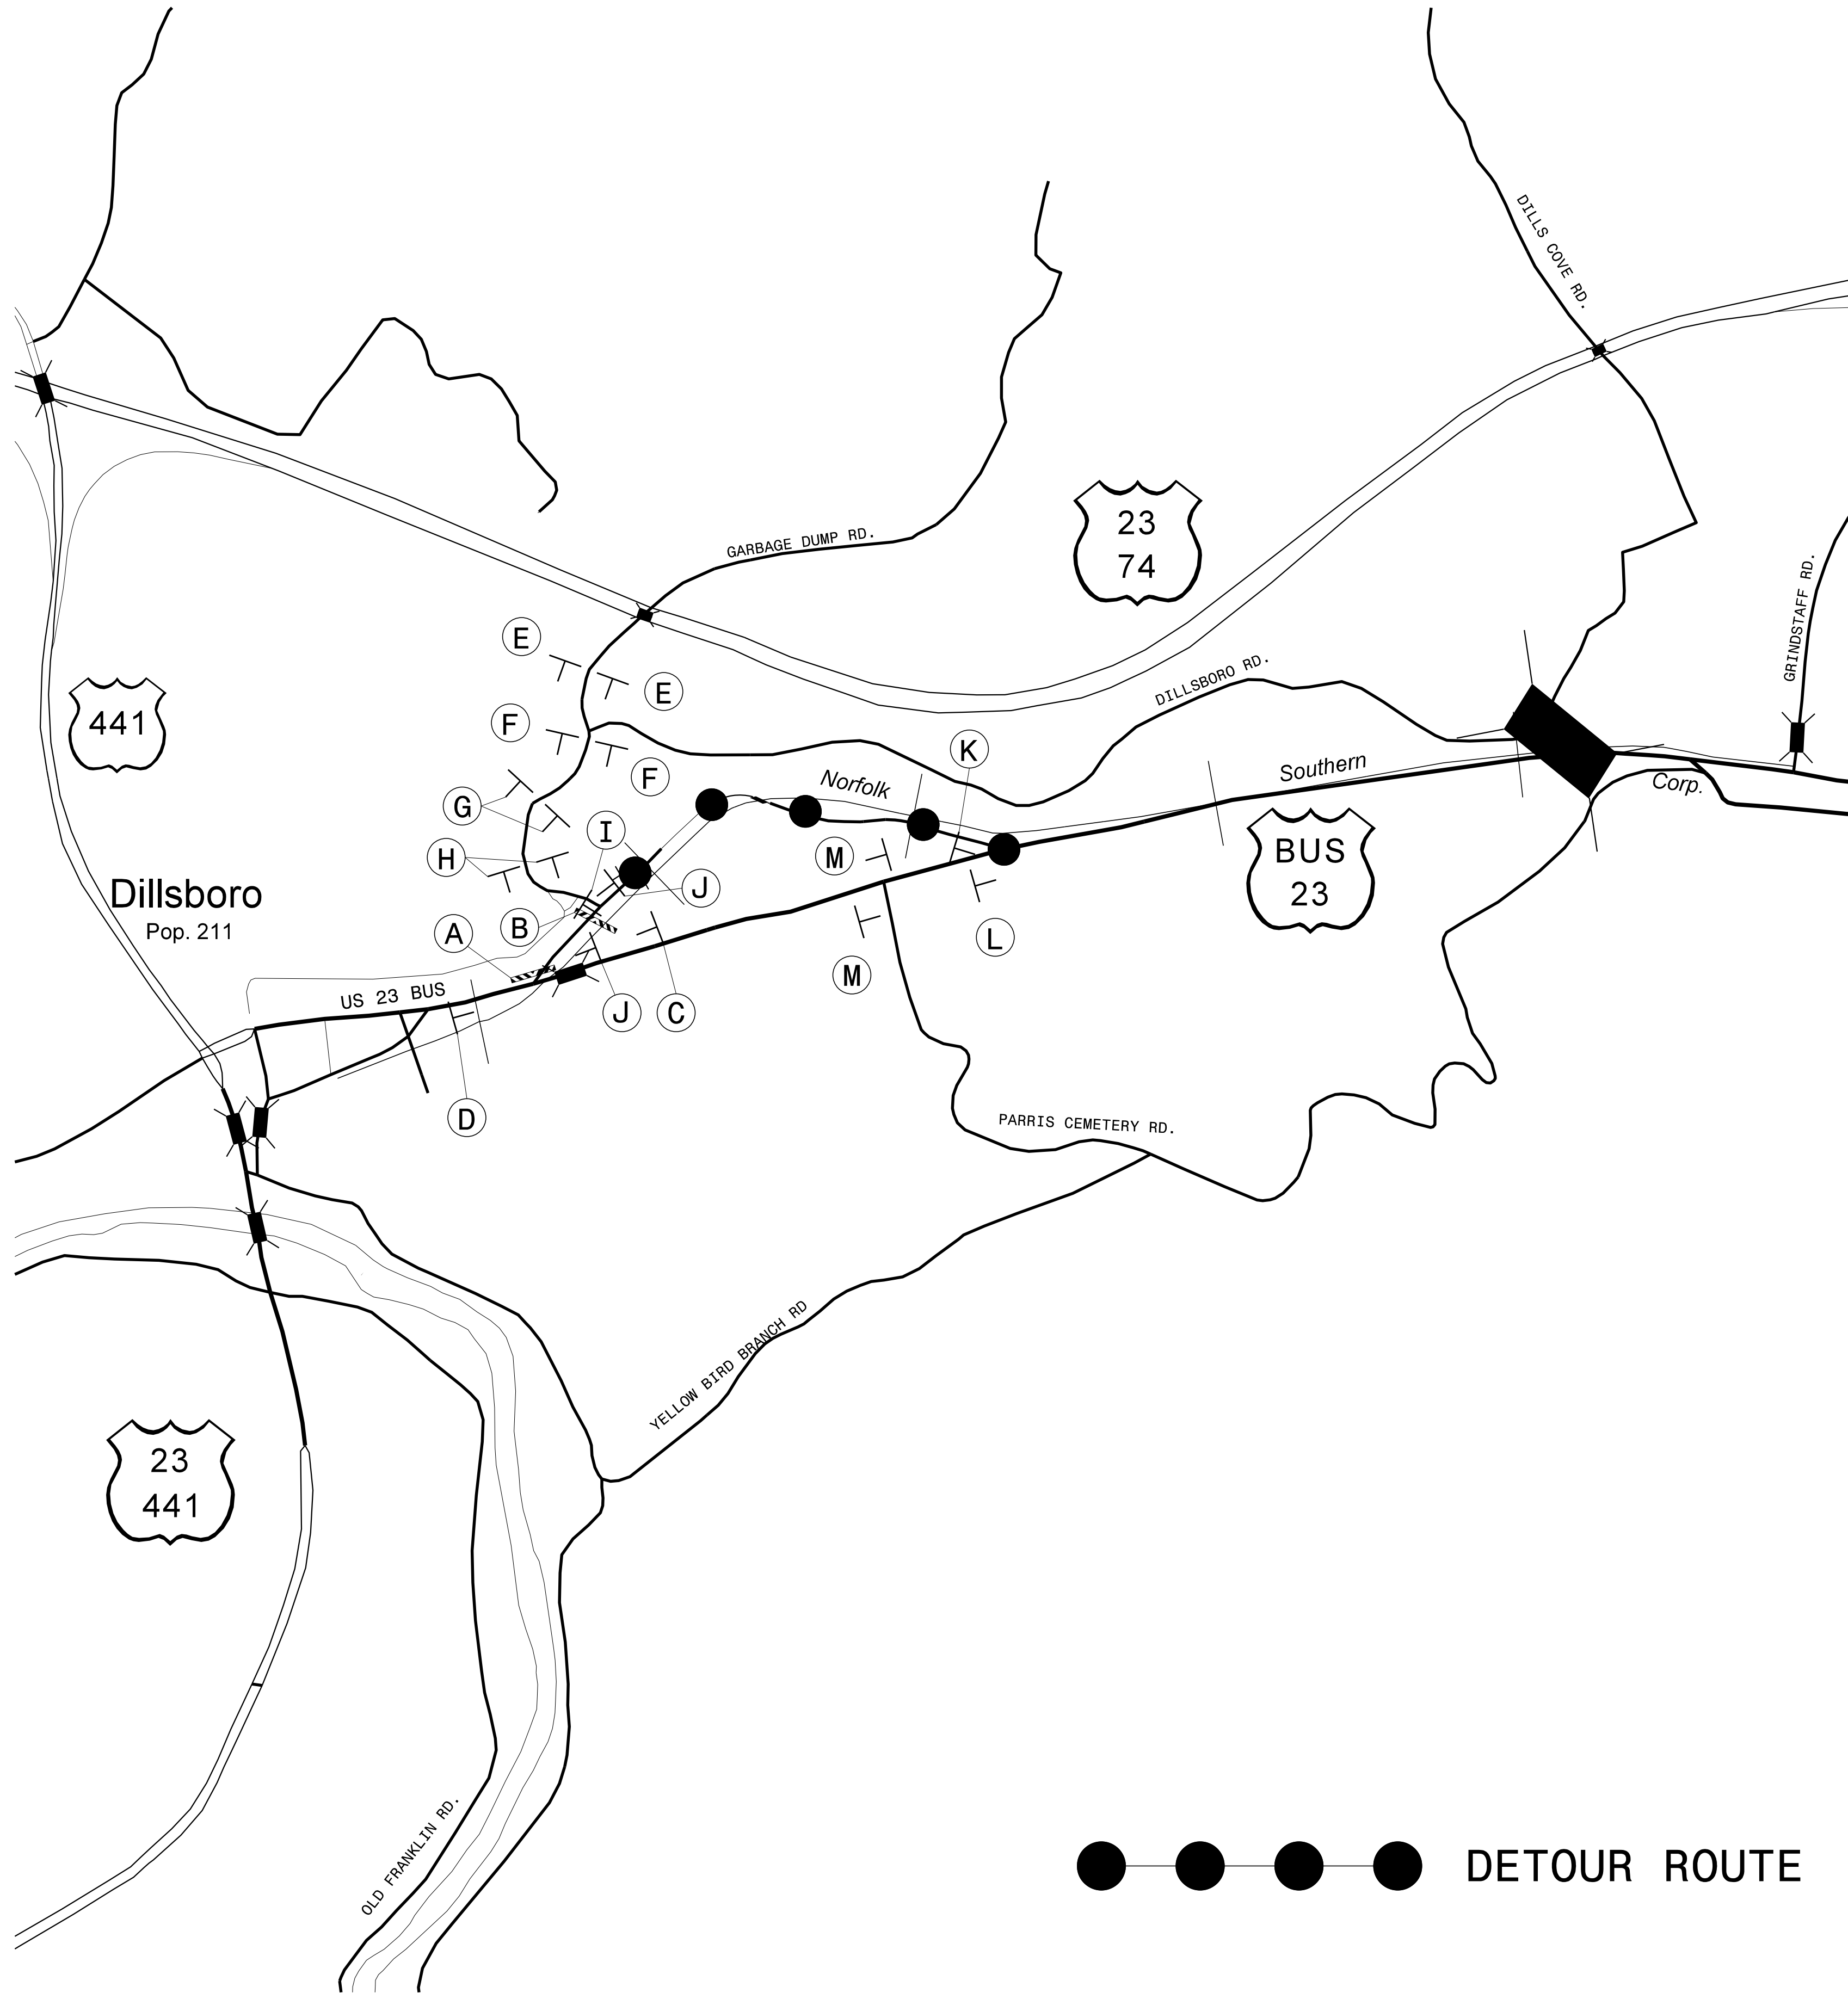 DILLS COVE RD.
GARBAGE DUMP RD.
23
74
GRINDSTAFF RD.
E
E
DILLSBORO RD.
441
F
F
K
Norfolk
Southern
Corp.
G
I
H
M
J
BUS
23
Dillsboro
Pop. 211
A
B
L
M
US 23 BUS
J
C
D
PARRIS CEMETERY RD.
YELLOW BIRD BRANCH RD
23
441
OLD FRANKLIN RD.
DETOUR ROUTE